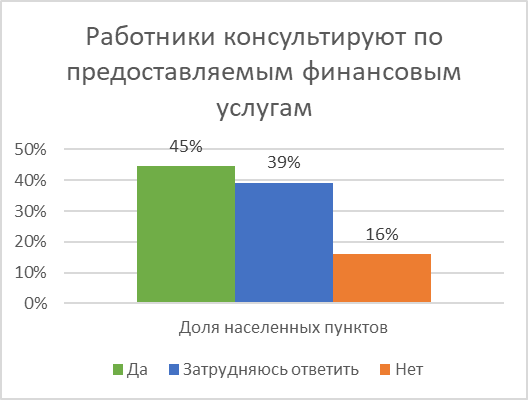 Работники консультируют по
предоставляемым финансовым
услугам
50%
40%
30%
20%
10%
0%
45%
39%
16%
Доля населенных пунктов
Да
Затрудняюсь ответить
Нет